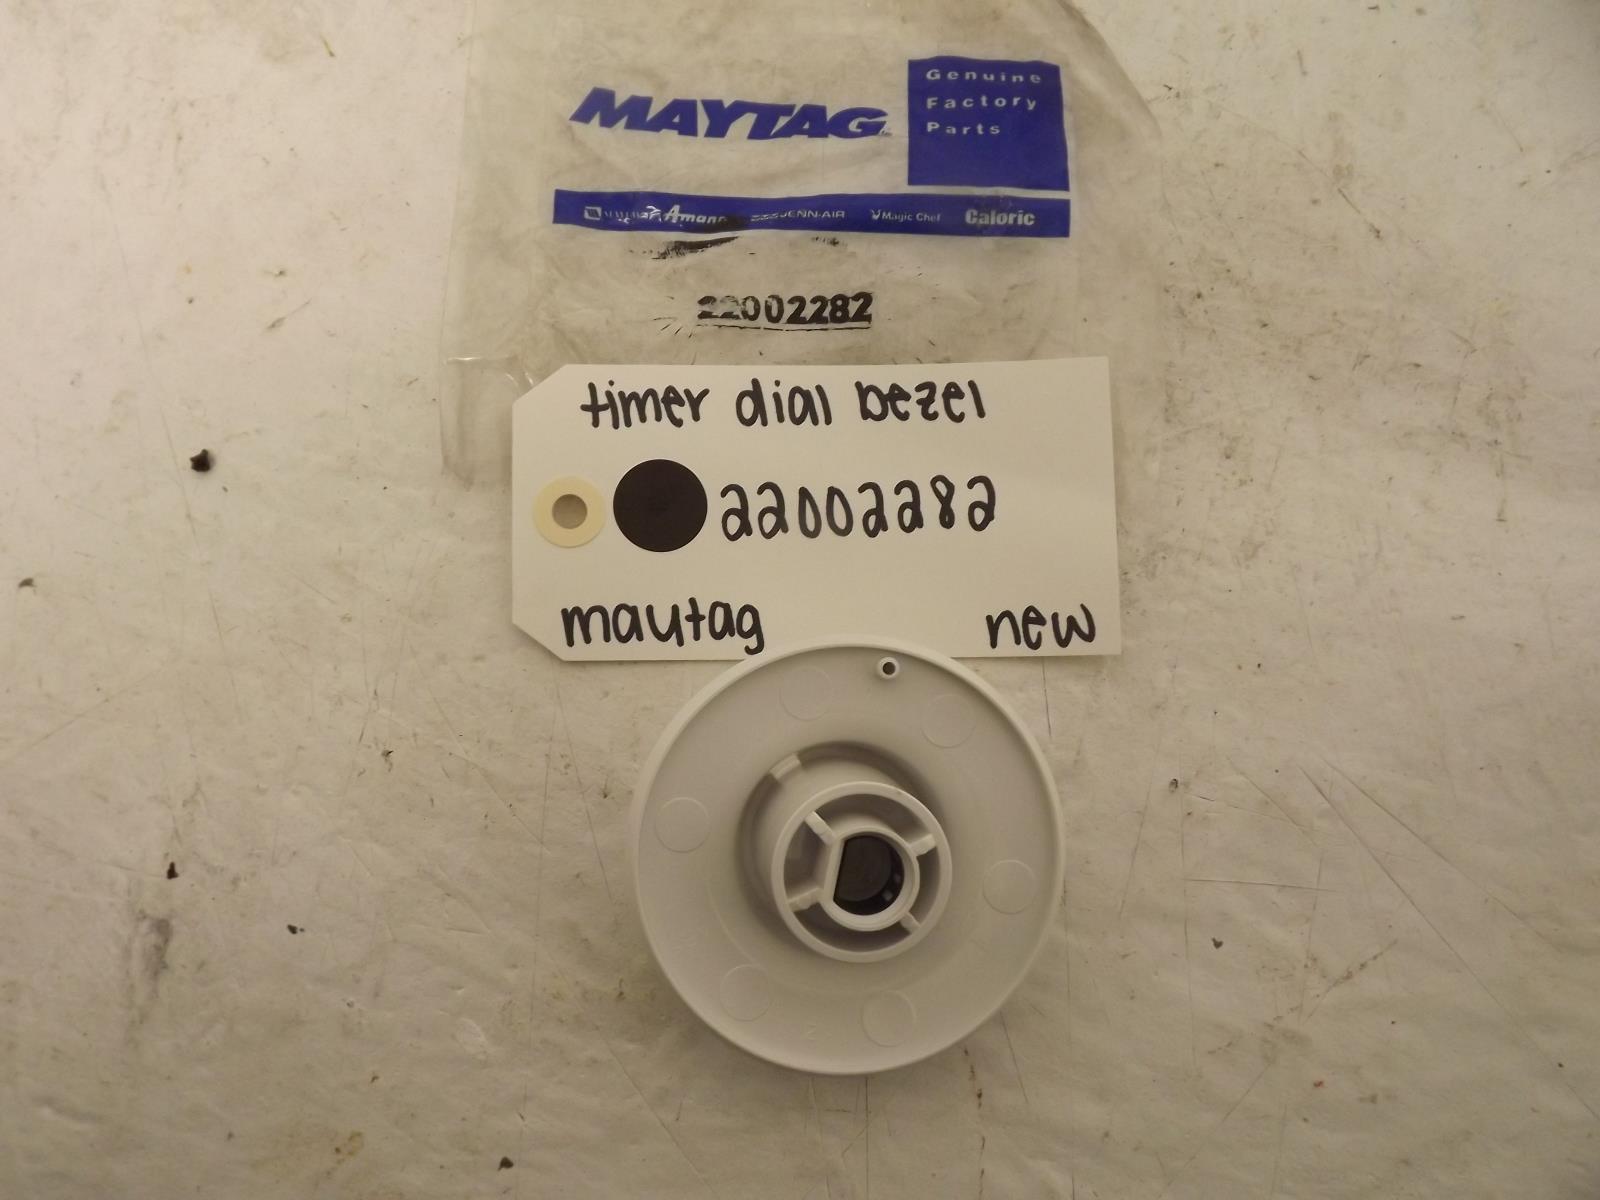 MAYTAG
Genuine
Factory
Parts
Amana JENN-AIR Magic Chef Caloric
22002282
timer dial bezel
22002282
maytag new